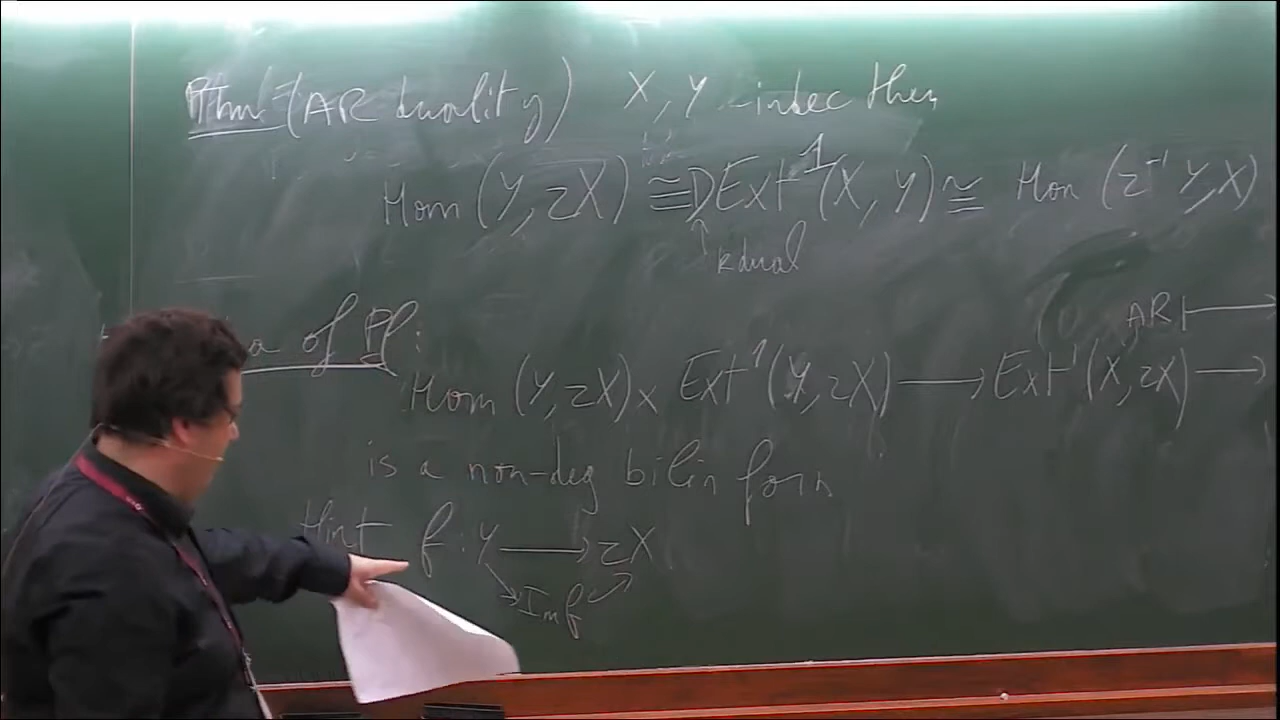 Thm (AR duality) X, Y indec then
Hom (Y, τX) ≅ D Ext¹(X, Y) ≅ Hom (τ⁻¹ Y, X)
k dual
AR
of Pf:
Hom (Y, τX) × Ext¹(X, τX) ⟶ Ext¹(X, τX) ⟶
is a non-deg bilin form
Hint f: Y ⟶ τX
Im f